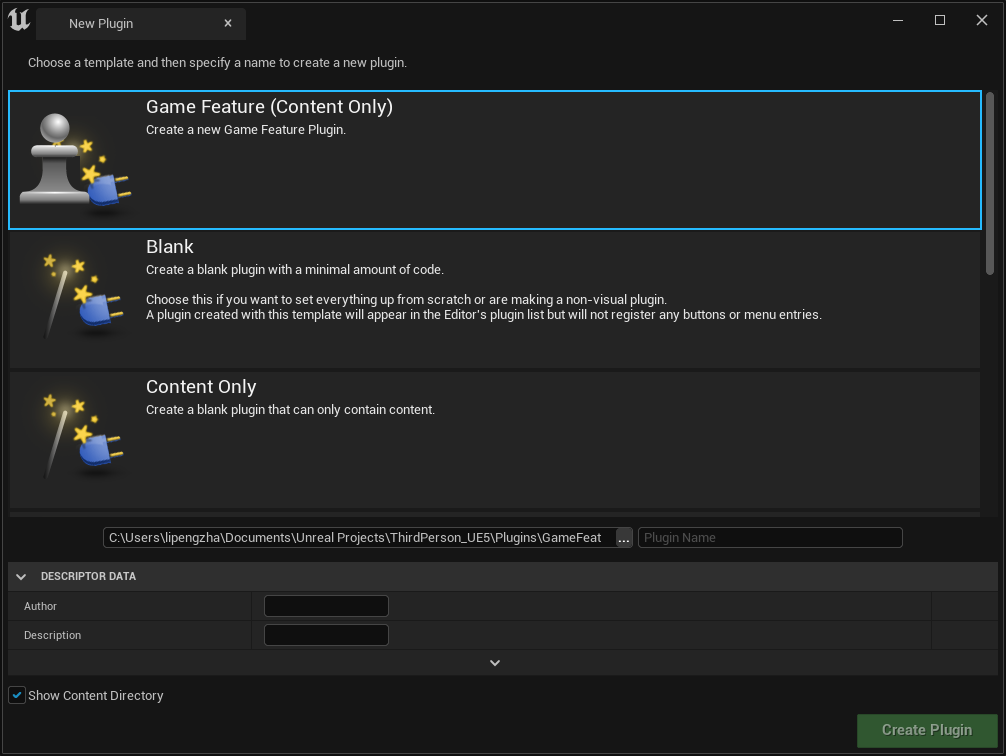 New Plugin
Choose a template and then specify a name to create a new plugin.
Game Feature (Content Only)
Create a new Game Feature Plugin.
Blank
Create a blank plugin with a minimal amount of code.
Choose this if you want to set everything up from scratch or are making a non-visual plugin.
A plugin created with this template will appear in the Editor's plugin list but will not register any buttons or menu entries.
Content Only
Create a blank plugin that can only contain content.
C:\Users\lipengzha\Documents\Unreal Projects\ThirdPerson_UE5\Plugins\GameFeat ... Plugin Name
DESCRIPTOR DATA
Author
Description
Show Content Directory
Create Plugin